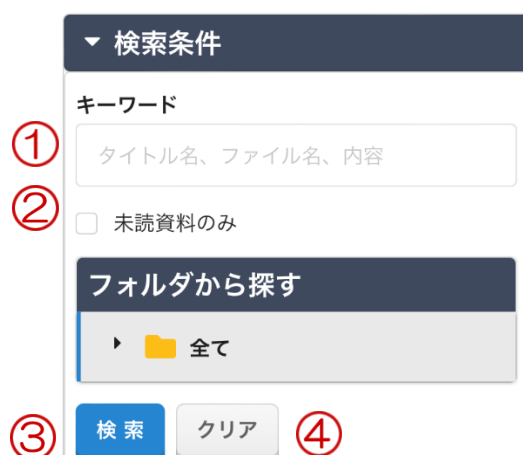 検索条件
キーワード
① タイトル名、ファイル名、内容
② 未読資料のみ
フォルダから探す
全て
③ 検索 クリア ④